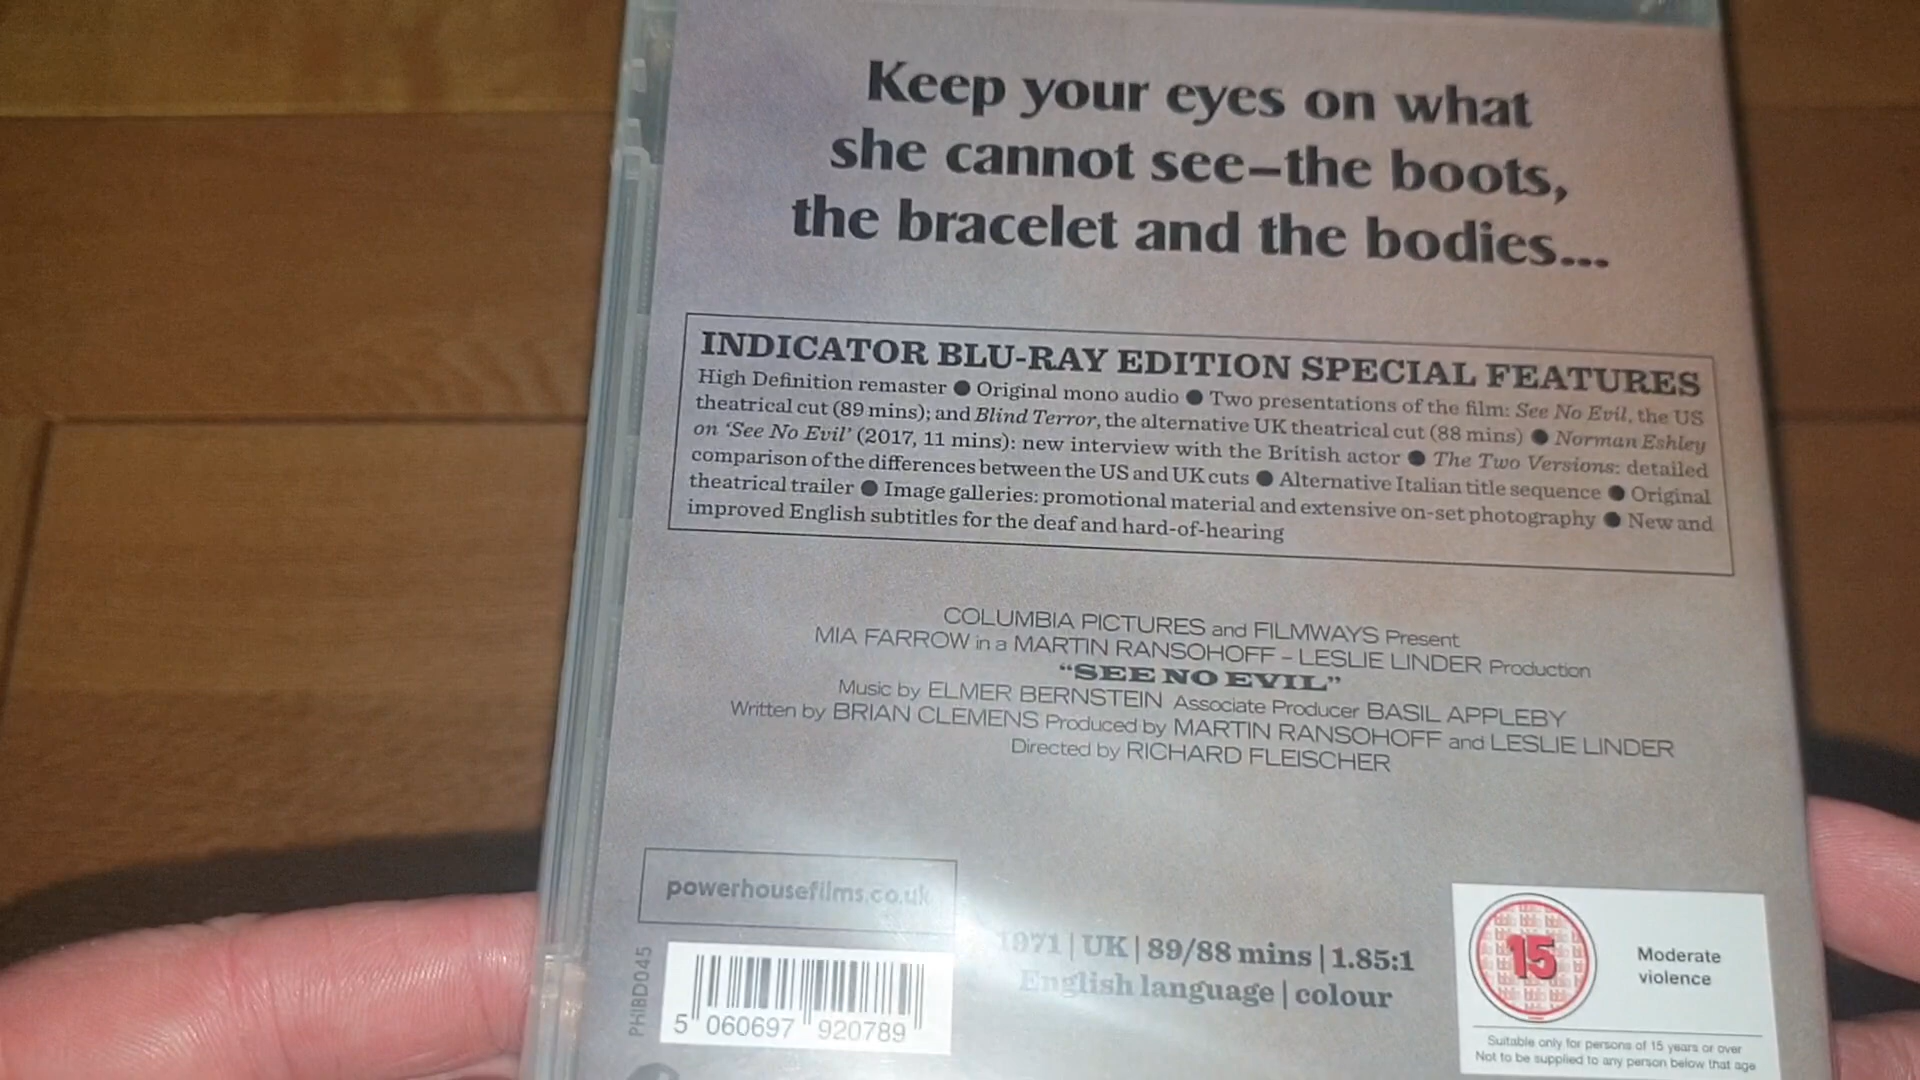 Keep your eyes on what
she cannot see–the boots,
the bracelet and the bodies...
INDICATOR BLU-RAY EDITION SPECIAL FEATURES
High Definition remaster ● Original mono audio ● Two presentations of the film: See No Evil, the US
theatrical cut (89 mins); and Blind Terror, the alternative UK theatrical cut (88 mins) ● Norman Eshley
on ‘See No Evil’ (2017, 11 mins): new interview with the British actor ● The Two Versions: detailed
comparison of the differences between the US and UK cuts ● Alternative Italian title sequence ● Original
theatrical trailer ● Image galleries: promotional material and extensive on-set photography ● New and
improved English subtitles for the deaf and hard-of-hearing
COLUMBIA PICTURES and FILMWAYS Present
MIA FARROW in a MARTIN RANSOHOFF – LESLIE LINDER Production
“SEE NO EVIL”
Music by ELMER BERNSTEIN Associate Producer BASIL APPLEBY
Written by BRIAN CLEMENS Produced by MARTIN RANSOHOFF and LESLIE LINDER
Directed by RICHARD FLEISCHER
powerhousefilms.co.uk
PHIBD045
5 060697 920789
1971 | UK | 89/88 mins | 1.85:1
English language | colour
15
Moderate
violence
Suitable only for persons of 15 years or over
Not to be supplied to any person below that age